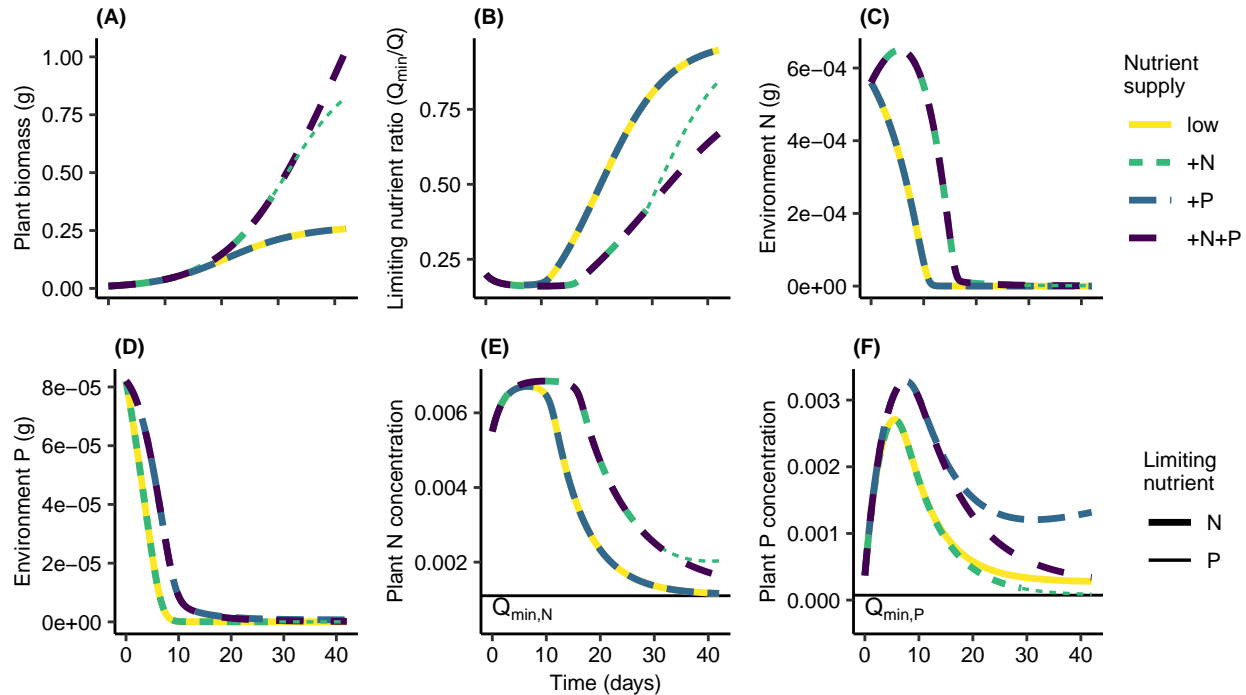 (A)
(B)
(C)
Plant biomass (g)
1.00
0.75
0.50
0.25
0.00
Limiting nutrient ratio (Qmin/Q)
0.75
0.50
0.25
Environment N (g)
6e−04
4e−04
2e−04
0e+00
Nutrient
supply
low
+N
+P
+N+P
(D)
(E)
(F)
Environment P (g)
8e−05
6e−05
4e−05
2e−05
0e+00
0 10 20 30 40
Plant N concentration
0.006
0.004
0.002
Qmin,N
0 10 20 30 40
Time (days)
Plant P concentration
0.003
0.002
0.001
0.000
Qmin,P
0 10 20 30 40
Limiting
nutrient
N
P